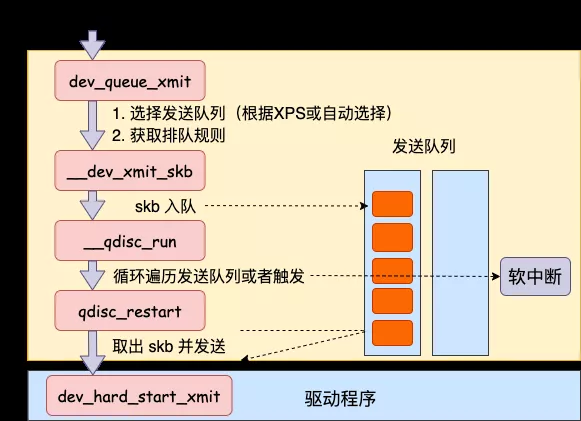 dev_queue_xmit
1. 选择发送队列（根据XPS或自动选择）
2. 获取排队规则
发送队列
__dev_xmit_skb
skb 入队
__qdisc_run
循环遍历发送队列或者触发
软中断
qdisc_restart
取出 skb 并发送
dev_hard_start_xmit
驱动程序